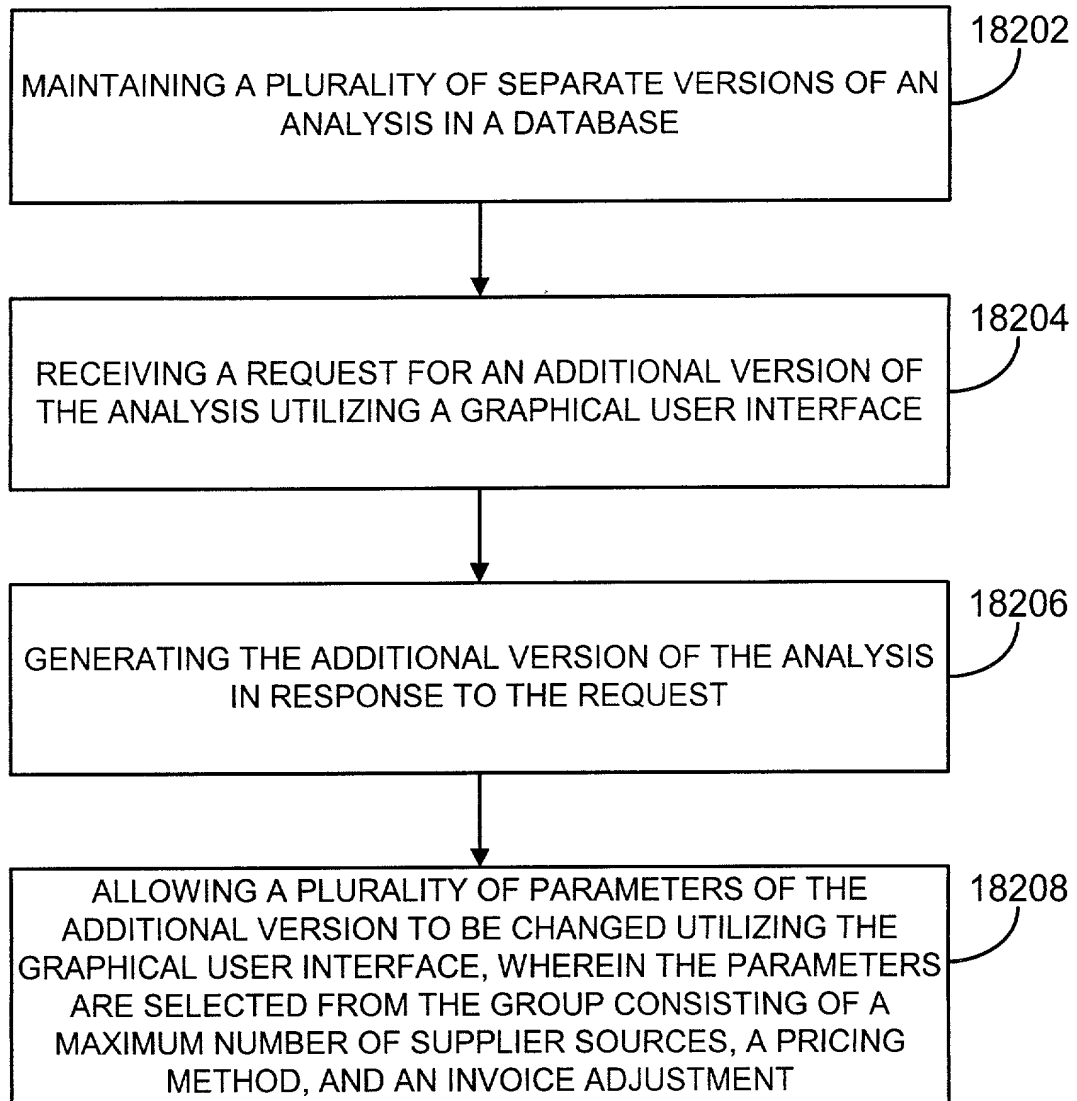 18202
MAINTAINING A PLURALITY OF SEPARATE VERSIONS OF AN
ANALYSIS IN A DATABASE
18204
RECEIVING A REQUEST FOR AN ADDITIONAL VERSION OF
THE ANALYSIS UTILIZING A GRAPHICAL USER INTERFACE
18206
GENERATING THE ADDITIONAL VERSION OF THE ANALYSIS
IN RESPONSE TO THE REQUEST
18208
ALLOWING A PLURALITY OF PARAMETERS OF THE
ADDITIONAL VERSION TO BE CHANGED UTILIZING THE
GRAPHICAL USER INTERFACE, WHEREIN THE PARAMETERS
ARE SELECTED FROM THE GROUP CONSISTING OF A
MAXIMUM NUMBER OF SUPPLIER SOURCES, A PRICING
METHOD, AND AN INVOICE ADJUSTMENT